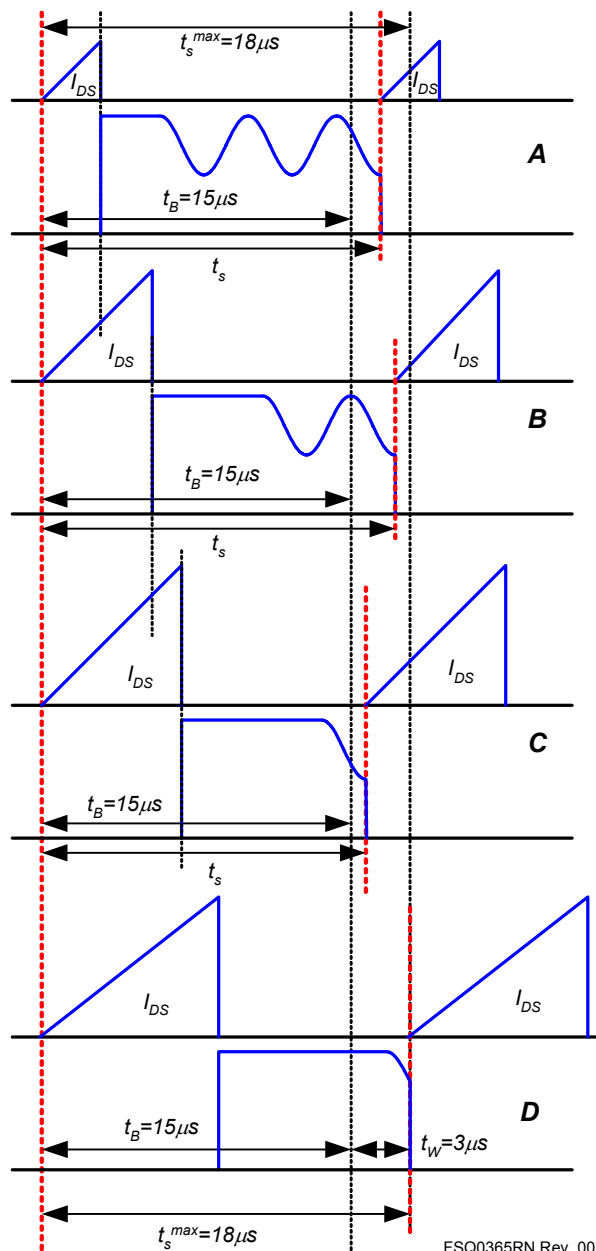 t_s^max=18μs
I_DS
I_DS
A
t_B=15μs
t_s
I_DS
I_DS
B
t_B=15μs
t_s
I_DS
I_DS
C
t_B=15μs
t_s
I_DS
I_DS
D
t_B=15μs
t_W=3μs
t_s^max=18μs
FSQ0365RN Rev. 00